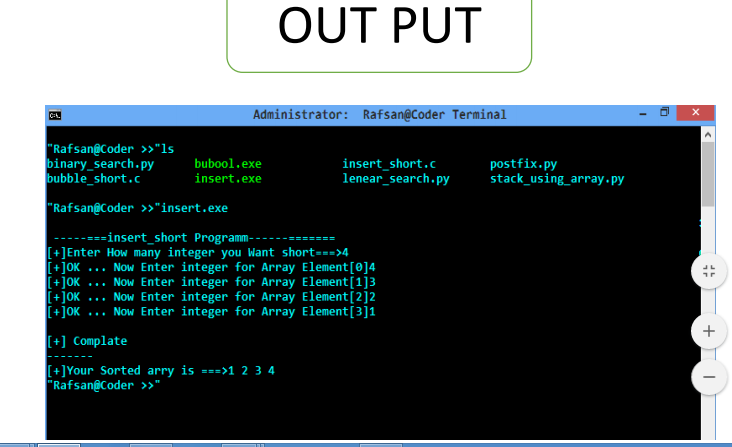 OUT PUT
Administrator: Rafsan@Coder Terminal
"Rafsan@Coder >>"ls
binary_search.py bubool.exe insert_short.c postfix.py
bubble_short.c insert.exe lenear_search.py stack_using_array.py
"Rafsan@Coder >>"insert.exe
-----===insert_short Programm------=======
[+]Enter How many integer you Want short===>4
[+]OK ... Now Enter integer for Array Element[0]4
[+]OK ... Now Enter integer for Array Element[1]3
[+]OK ... Now Enter integer for Array Element[2]2
[+]OK ... Now Enter integer for Array Element[3]1
[+] Complate
-------
[+]Your Sorted arry is ===>1 2 3 4
"Rafsan@Coder >>"